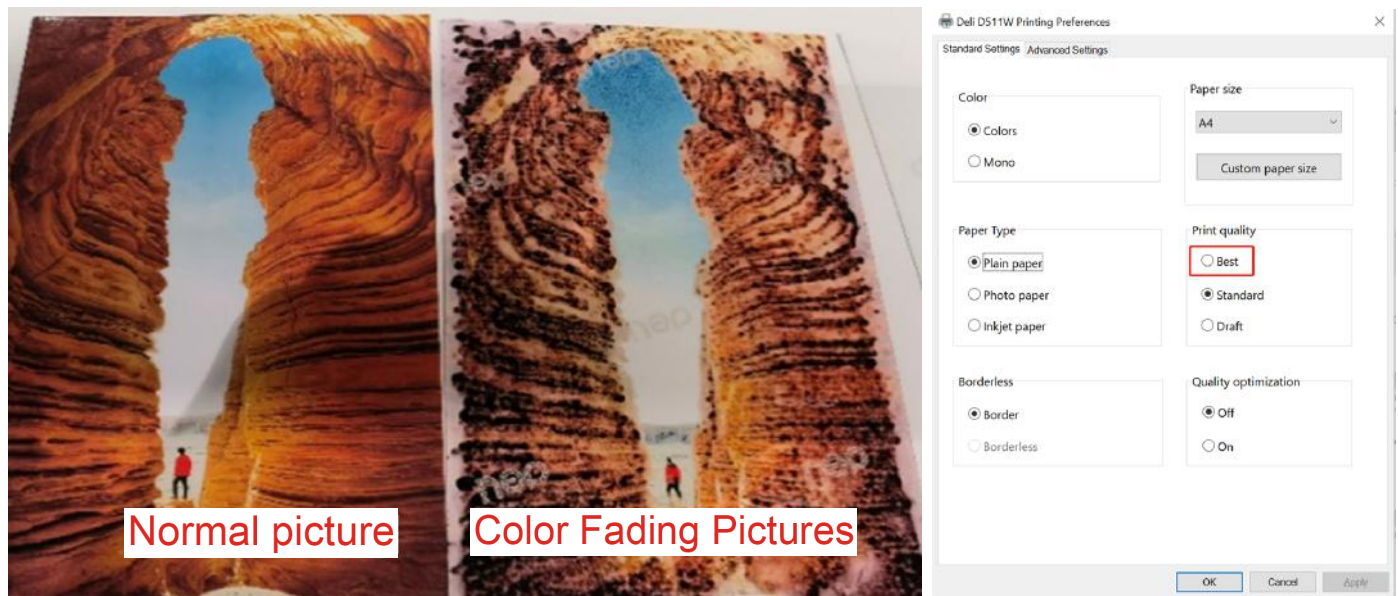 Normal picture
Color Fading Pictures
Deli D511W Printing Preferences
Standard Settings
Advanced Settings
Color
Colors
Mono
Paper size
A4
Custom paper size
Paper Type
Plain paper
Photo paper
Inkjet paper
Print quality
Best
Standard
Draft
Borderless
Border
Borderless
Quality optimization
Off
On
OK
Cancel
Apply